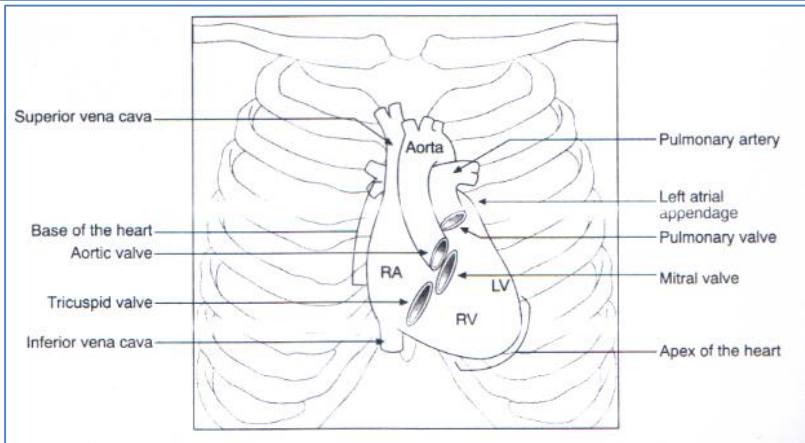 Superior vena cava
Aorta
Pulmonary artery
Left atrial
appendage
Base of the heart
Pulmonary valve
Aortic valve
RA
Mitral valve
LV
Tricuspid valve
RV
Inferior vena cava
Apex of the heart